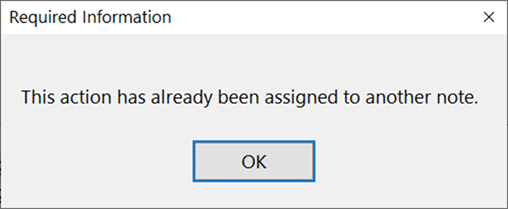 Required Information
This action has already been assigned to another note.
OK